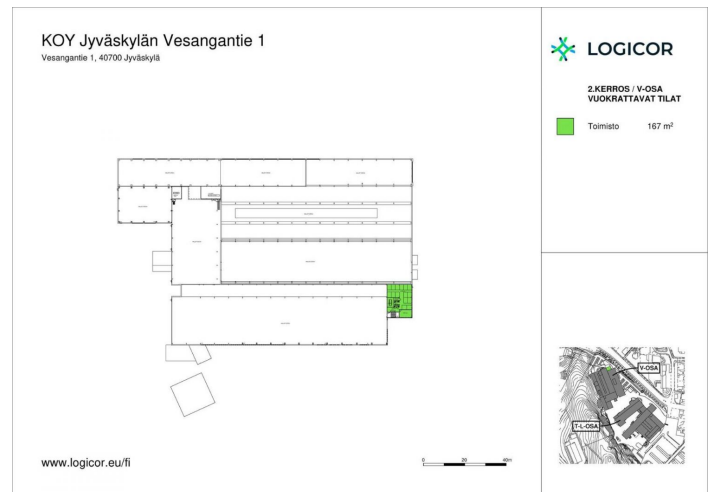 KOY Jyväskylän Vesangantie 1
Vesangantie 1, 40700 Jyväskylä
LOGICOR
2.KERROS / V-OSA
VUOKRATTAVAT TILAT
Toimisto 167 m²
V-OSA
T-L-OSA
www.logicor.eu/fi
0 20 40m